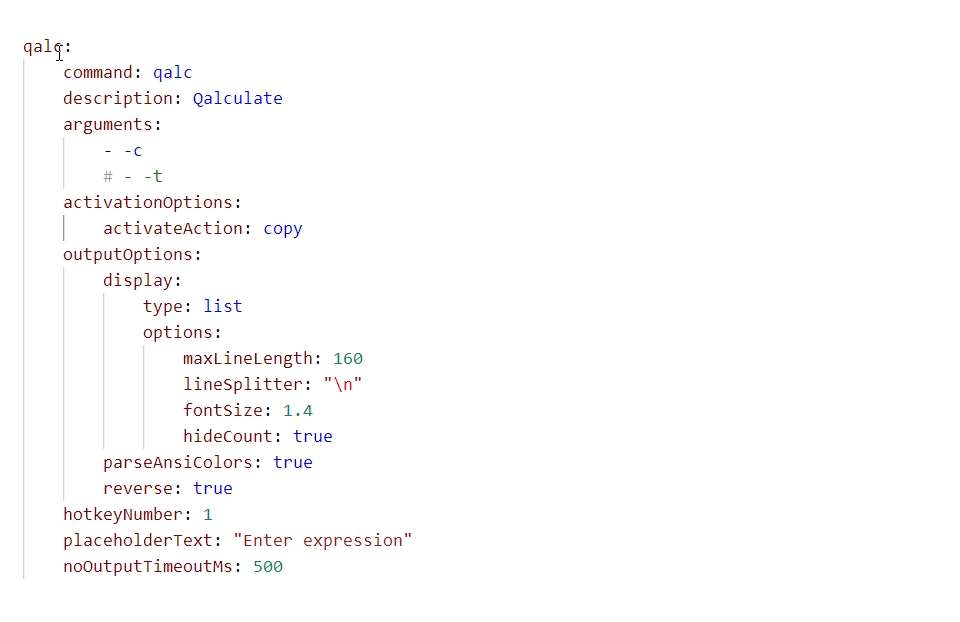 qalc:
    command: qalc
    description: Qalculate
    arguments:
        - -c
        # - -t
    activationOptions:
        activateAction: copy
    outputOptions:
        display:
            type: list
            options:
                maxLineLength: 160
                lineSplitter: "\n"
                fontSize: 1.4
                hideCount: true
        parseAnsiColors: true
        reverse: true
    hotkeyNumber: 1
    placeholderText: "Enter expression"
    noOutputTimeoutMs: 500